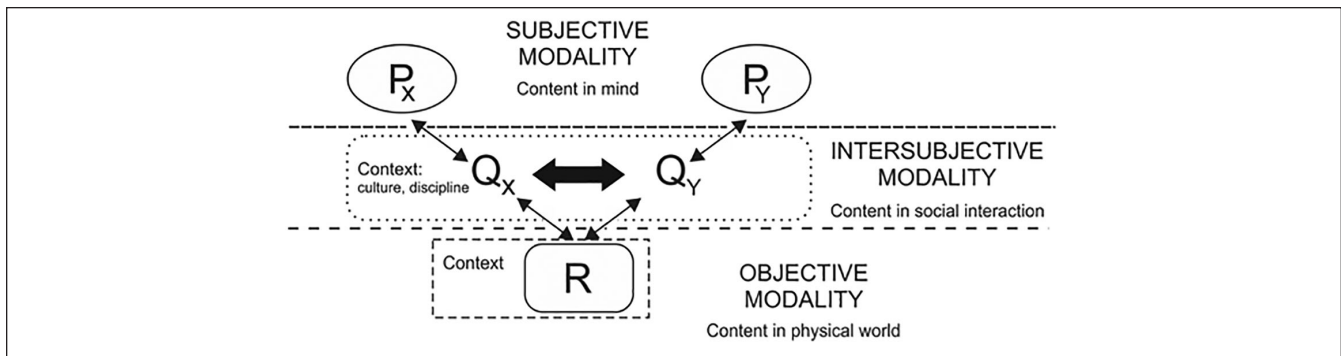 SUBJECTIVE
MODALITY
Content in mind
PX
PY
Context:
culture, discipline
QX
QY
INTERSUBJECTIVE
MODALITY
Content in social interaction
Context
R
OBJECTIVE
MODALITY
Content in physical world